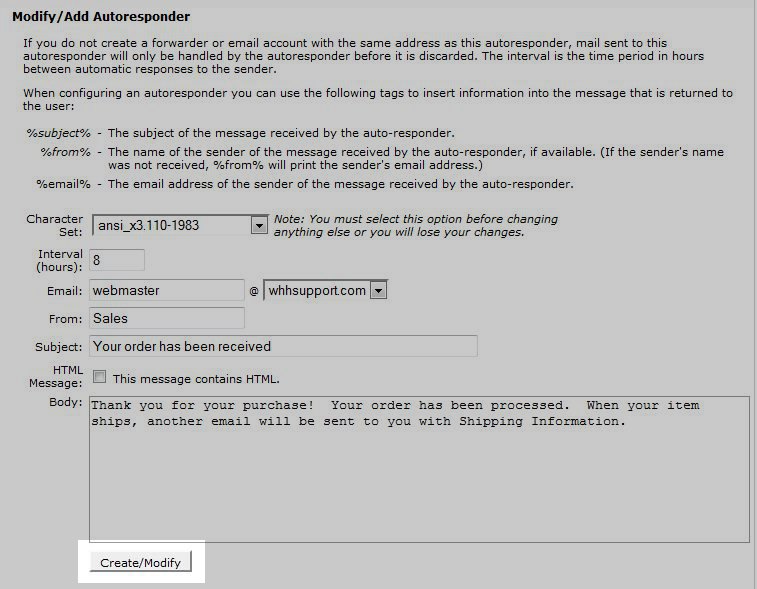 Modify/Add Autoresponder
If you do not create a forwarder or email account with the same address as this autoresponder, mail sent to this
autoresponder will only be handled by the autoresponder before it is discarded. The interval is the time period in hours
between automatic responses to the sender.
When configuring an autoresponder you can use the following tags to insert information into the message that is returned to
the user:
%subject% - The subject of the message received by the auto-responder.
%from% - The name of the sender of the message received by the auto-responder, if available. (If the sender's name
was not received, %from% will print the sender's email address.)
%email% - The email address of the sender of the message received by the auto-responder.
Character Set: ansi_x3.110-1983 Note: You must select this option before changing
anything else or you will lose your changes.
Interval (hours): 8
Email: webmaster @ whhsupport.com
From: Sales
Subject: Your order has been received
HTML Message: This message contains HTML.
Body: Thank you for your purchase!  Your order has been processed.  When your item
ships, another email will be sent to you with Shipping Information.
Create/Modify